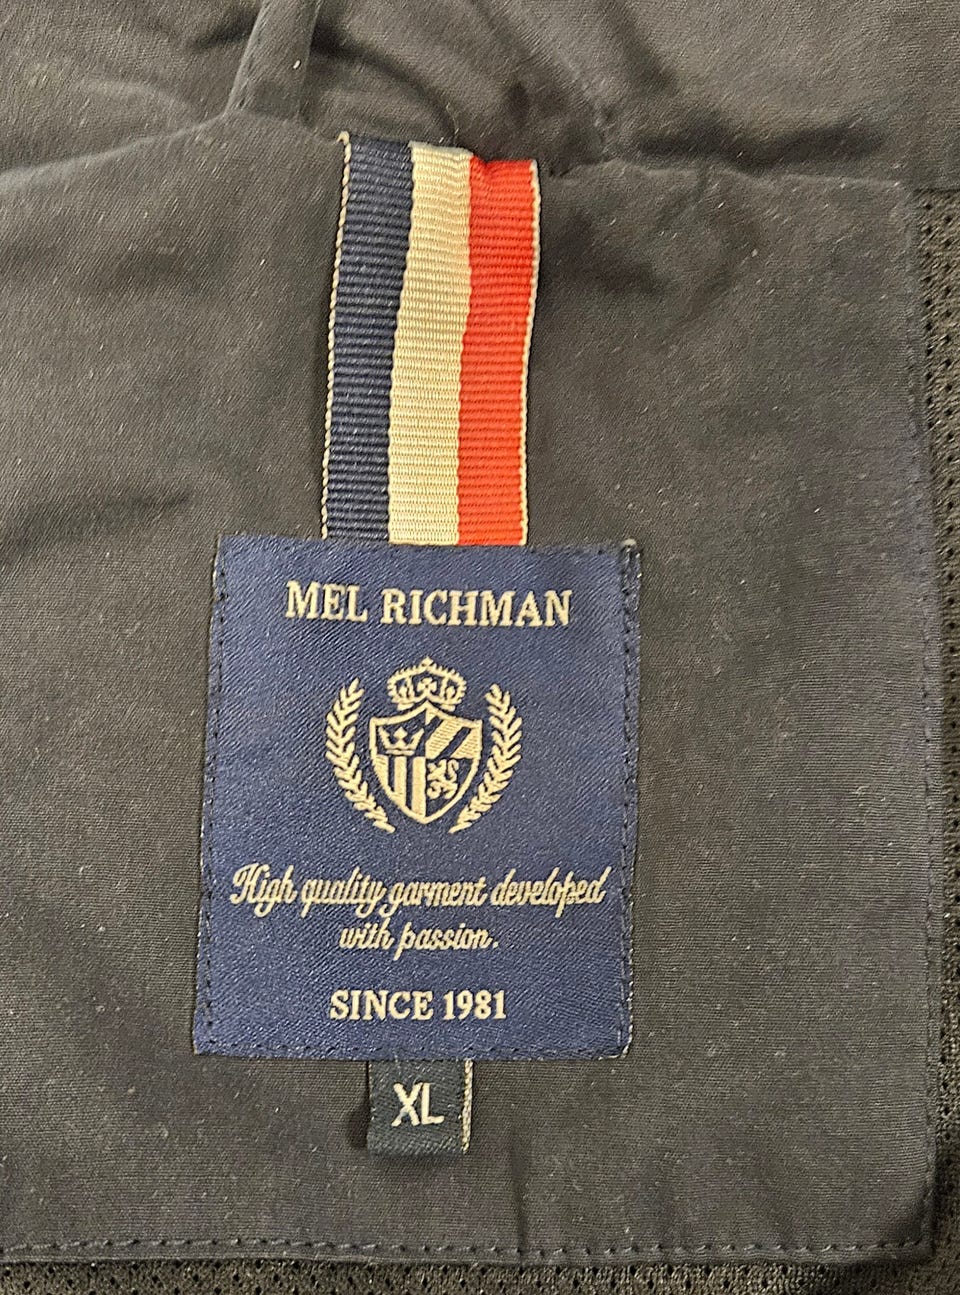 MEL RICHMAN
High quality garment developed
with passion.
SINCE 1981
XL